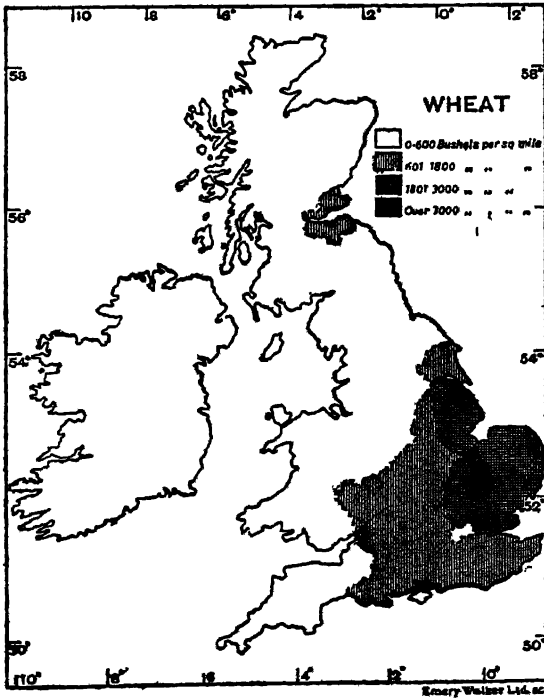 10 8 6 4° 2° 0 2°
58 58°
WHEAT
0-600 Bushels per sq mile
601 1800 " " "
1801 3000 " " "
Over 3000 " " "
56° 56
54° 54°
52°
50° 50°
10° 8° 6 4 2° 0°
Emery Walker Ltd.